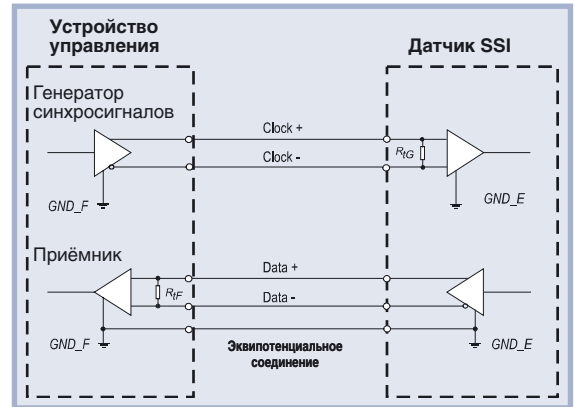 Устройство
управления
Датчик SSI
Генератор
синхросигналов
Clock +
Clock -
RtG
GND_F
GND_E
Приёмник
Data +
RtF
Data -
GND_F
Эквипотенциальное
соединение
GND_E